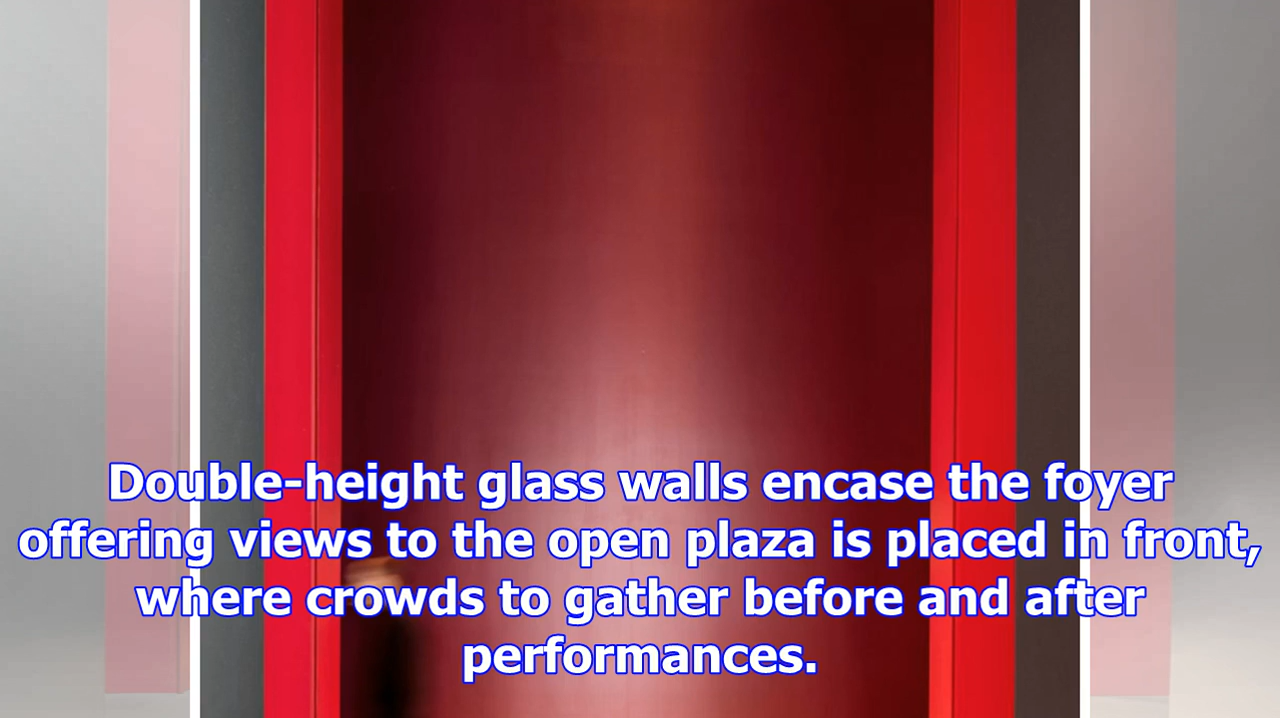 Double-height glass walls encase the foyer
offering views to the open plaza is placed in front,
where crowds to gather before and after
performances.